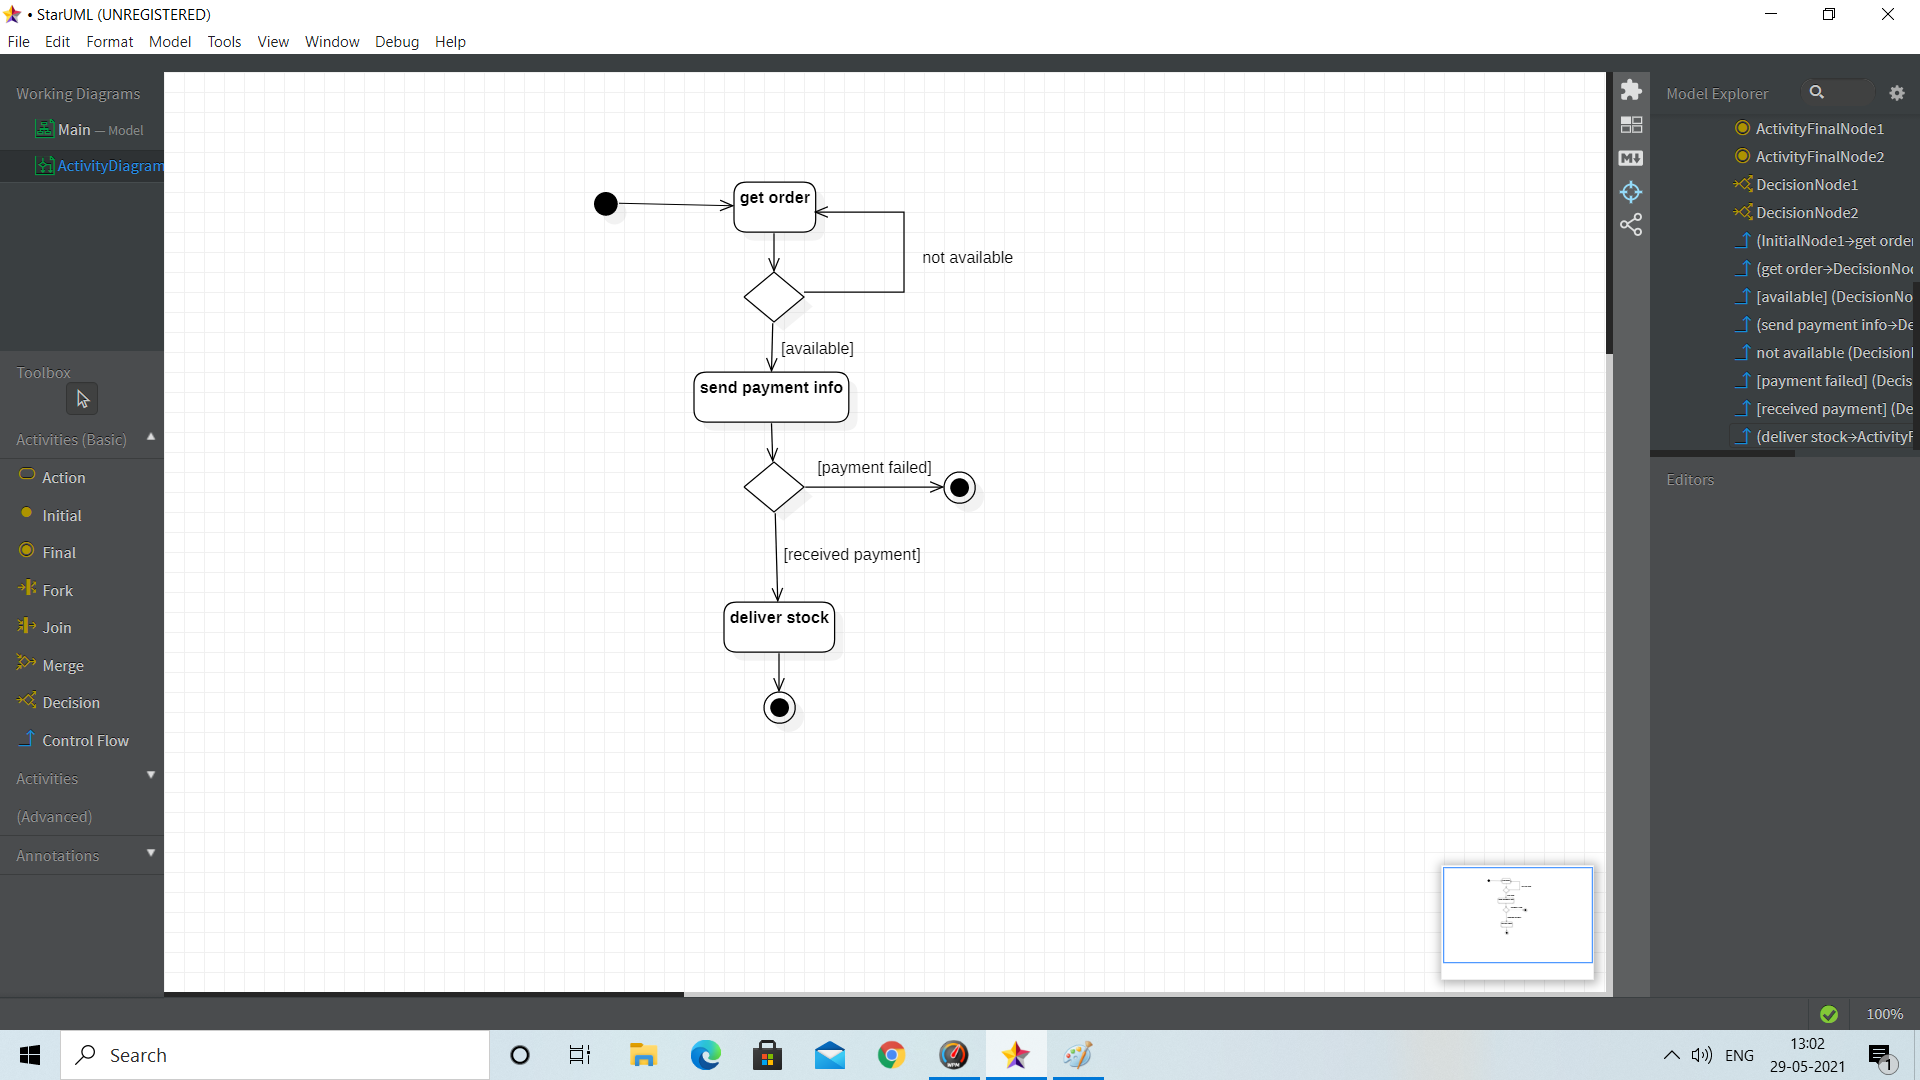 • StarUML (UNREGISTERED)
File Edit Format Model Tools View Window Debug Help
Working Diagrams
Main — Model
ActivityDiagram
Toolbox
Activities (Basic)
Action
Initial
Final
Fork
Join
Merge
Decision
Control Flow
Activities
(Advanced)
Annotations
get order
not available
[available]
send payment info
[payment failed]
[received payment]
deliver stock
Model Explorer
ActivityFinalNode1
ActivityFinalNode2
DecisionNode1
DecisionNode2
(InitialNode1→get order
(get order→DecisionNo
[available] (DecisionNo
(send payment info→De
not available (Decision
[payment failed] (Decis
[received payment] (De
(deliver stock→ActivityF
Editors
100%
Search
ENG
13:02
29-05-2021
1